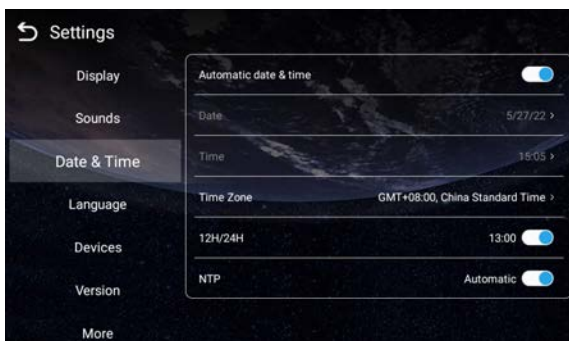 Settings
Display
Sounds
Date & Time
Language
Devices
Version
More
Automatic date & time
Date 5/27/22 >
Time 15:05 >
Time Zone GMT+08:00, China Standard Time >
12H/24H 13:00
NTP Automatic